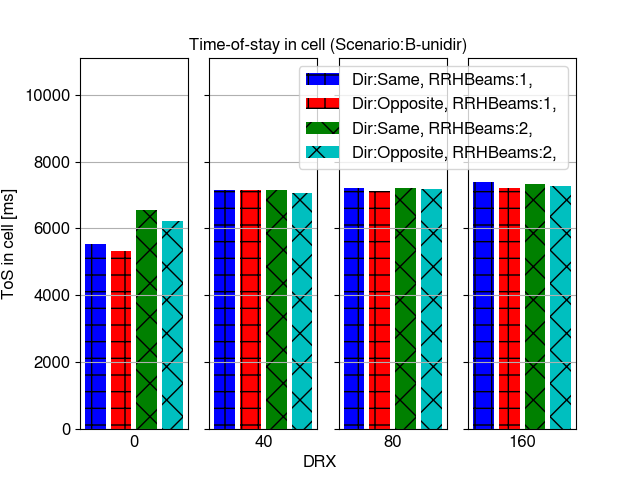 Time-of-stay in cell (Scenario:B-unidir)
Dir:Same, RRHBeams:1,
Dir:Opposite, RRHBeams:1,
Dir:Same, RRHBeams:2,
Dir:Opposite, RRHBeams:2,
ToS in cell [ms]
10000
8000
6000
4000
2000
0
0 40 80 160
DRX